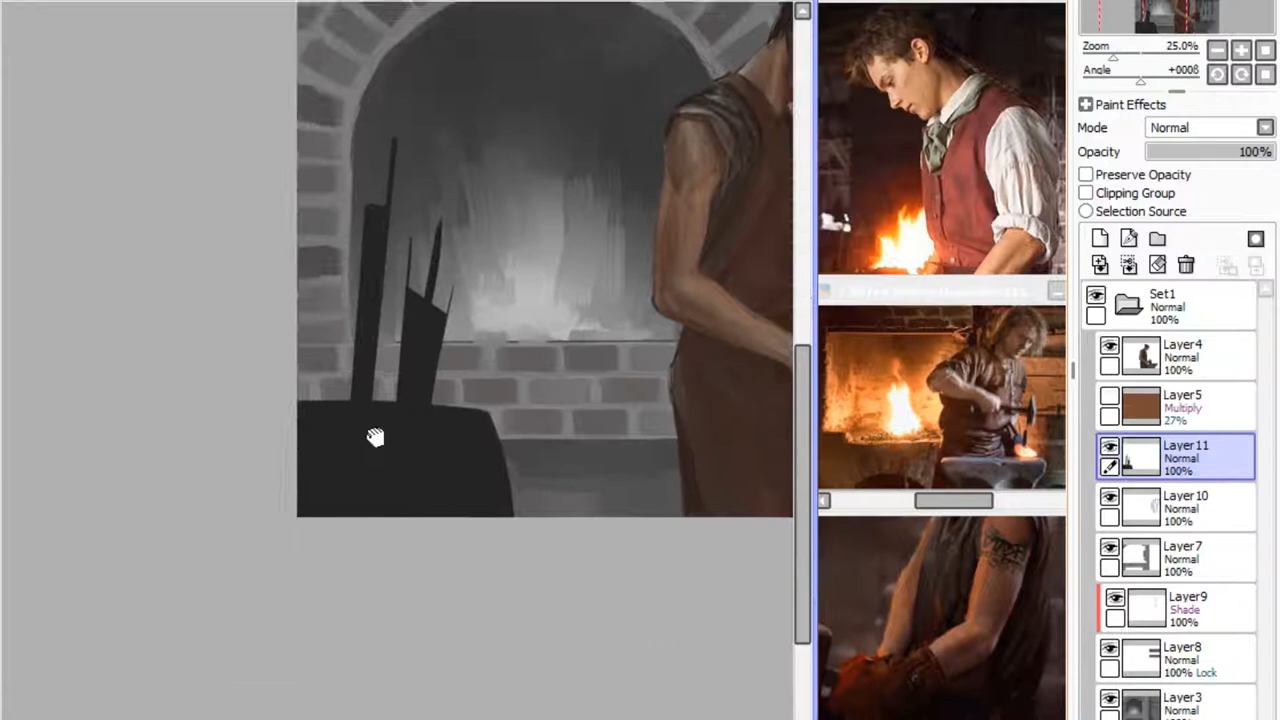 Zoom 25.0%
Angle +0006
Paint Effects
Mode Normal
Opacity 100%
Preserve Opacity
Clipping Group
Selection Source
Set1
Normal
100%
Layer4
Normal
100%
Layer5
Multiply
27%
Layer11
Normal
100%
Layer10
Normal
100%
Layer7
Normal
100%
Layer9
Shade
100%
Layer8
Normal
100% Lock
Layer3
Normal